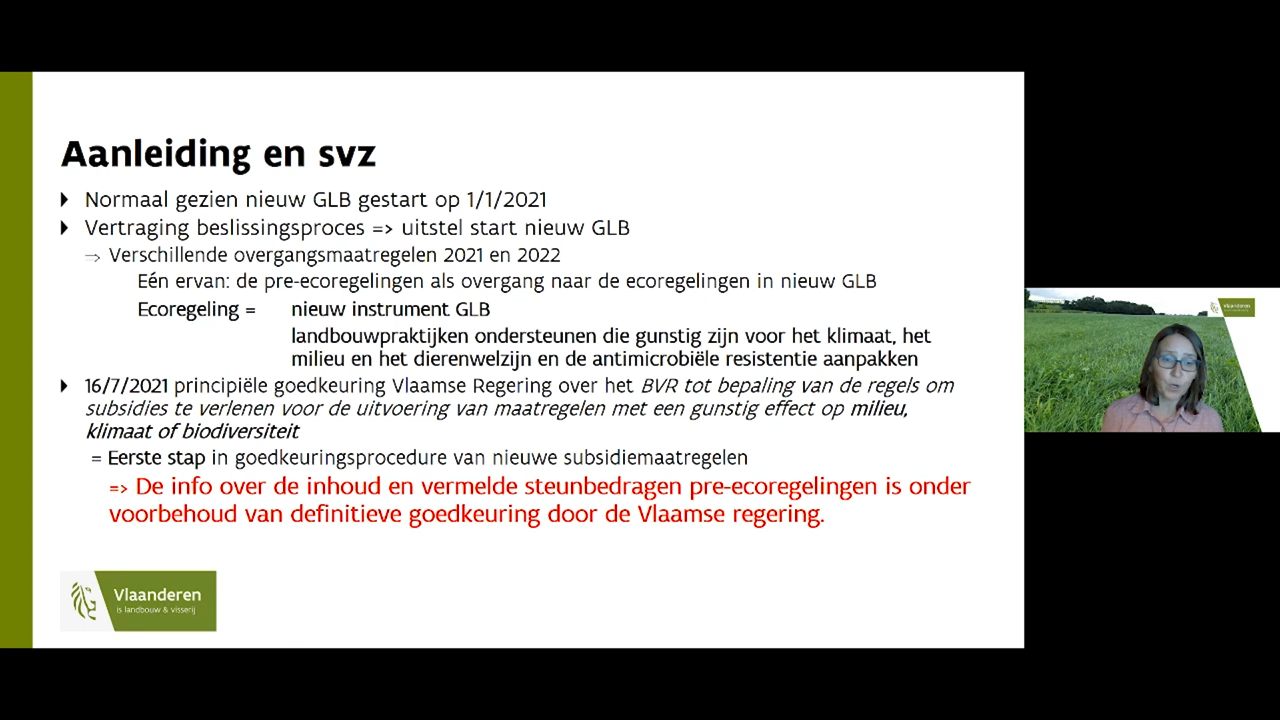 Aanleiding en svz
Normaal gezien nieuw GLB gestart op 1/1/2021
Vertraging beslissingsproces => uitstel start nieuw GLB
⇒ Verschillende overgangsmaatregelen 2021 en 2022
Eén ervan: de pre-ecoregelingen als overgang naar de ecoregelingen in nieuw GLB
Ecoregeling = nieuw instrument GLB
landbouwpraktijken ondersteunen die gunstig zijn voor het klimaat, het
milieu en het dierenwelzijn en de antimicrobiële resistentie aanpakken
16/7/2021 principiële goedkeuring Vlaamse Regering over het BVR tot bepaling van de regels om
subsidies te verlenen voor de uitvoering van maatregelen met een gunstig effect op milieu,
klimaat of biodiversiteit
= Eerste stap in goedkeuringsprocedure van nieuwe subsidiemaatregelen
=> De info over de inhoud en vermelde steunbedragen pre-ecoregelingen is onder
voorbehoud van definitieve goedkeuring door de Vlaamse regering.
Vlaanderen
is landbouw & visserij
Vlaanderen